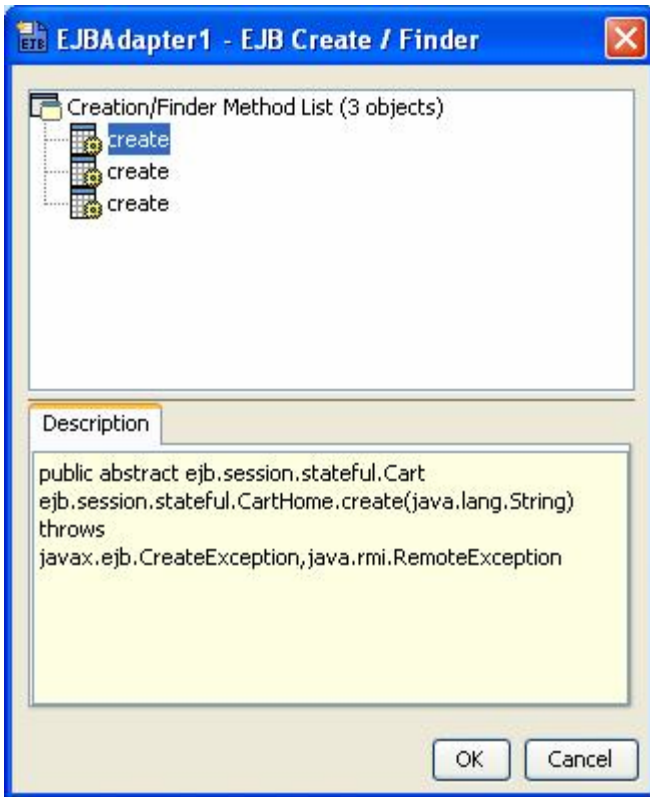 EJB EJBAdapter1 - EJB Create / Finder
Creation/Finder Method List (3 objects)
create
create
create
Description
public abstract ejb.session.stateful.Cart
ejb.session.stateful.CartHome.create(java.lang.String)
throws
javax.ejb.CreateException,java.rmi.RemoteException
OK Cancel